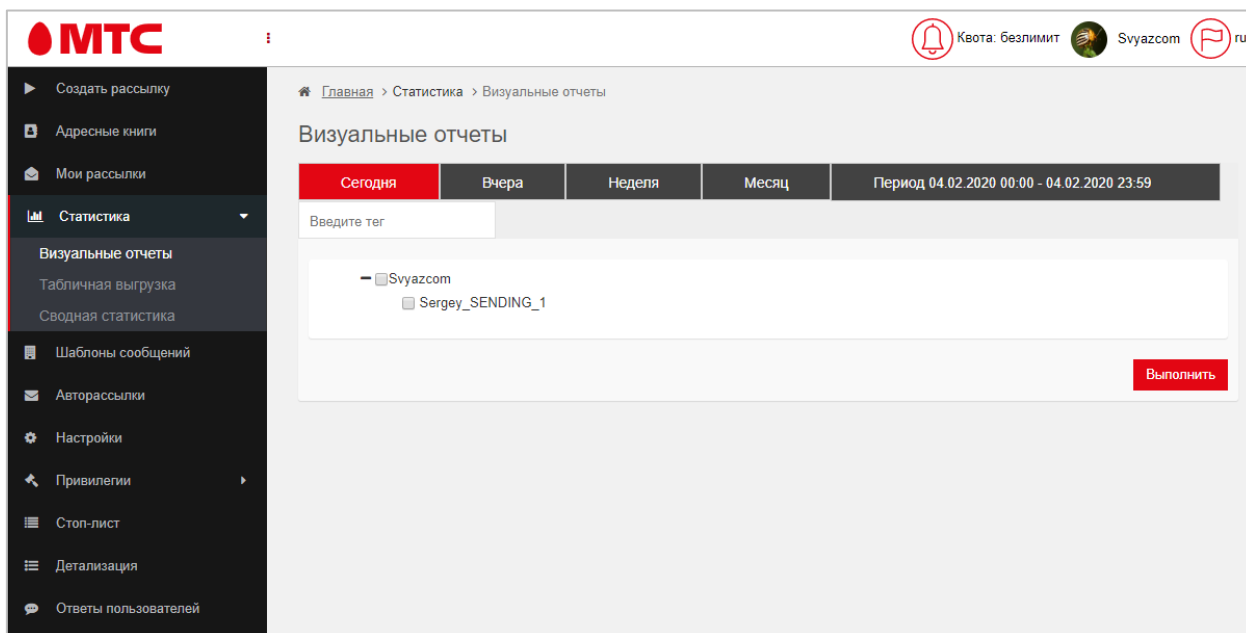 МТС
Квота: безлимит Svyazcom ru
Создать рассылку
Адресные книги
Мои рассылки
Статистика
Визуальные отчеты
Табличная выгрузка
Сводная статистика
Шаблоны сообщений
Авторассылки
Настройки
Привилегии
Стоп-лист
Детализация
Ответы пользователей
Главная > Статистика > Визуальные отчеты
Визуальные отчеты
Сегодня Вчера Неделя Месяц Период 04.02.2020 00:00 - 04.02.2020 23:59
Введите тег
Svyazcom
Sergey_SENDING_1
Выполнить